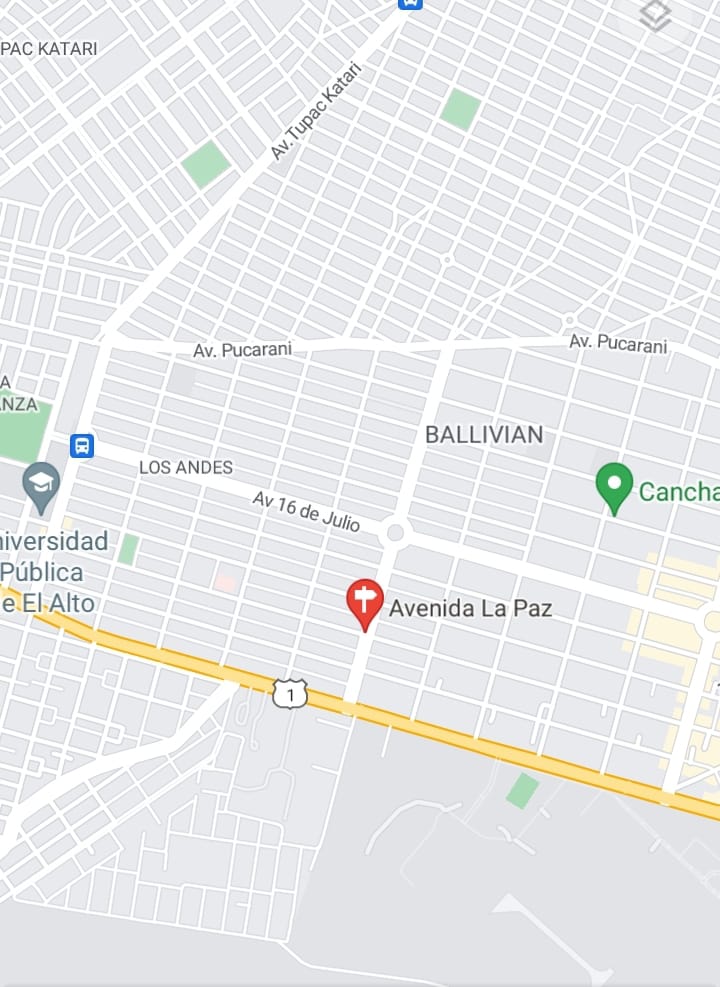 PAC KATARI
Av. Tupac Katari
Av. Pucarani
Av. Pucarani
A
ANZA
BALLIVIAN
LOS ANDES
Av 16 de Julio
Cancha
niversidad
Pública
e El Alto
Avenida La Paz
1